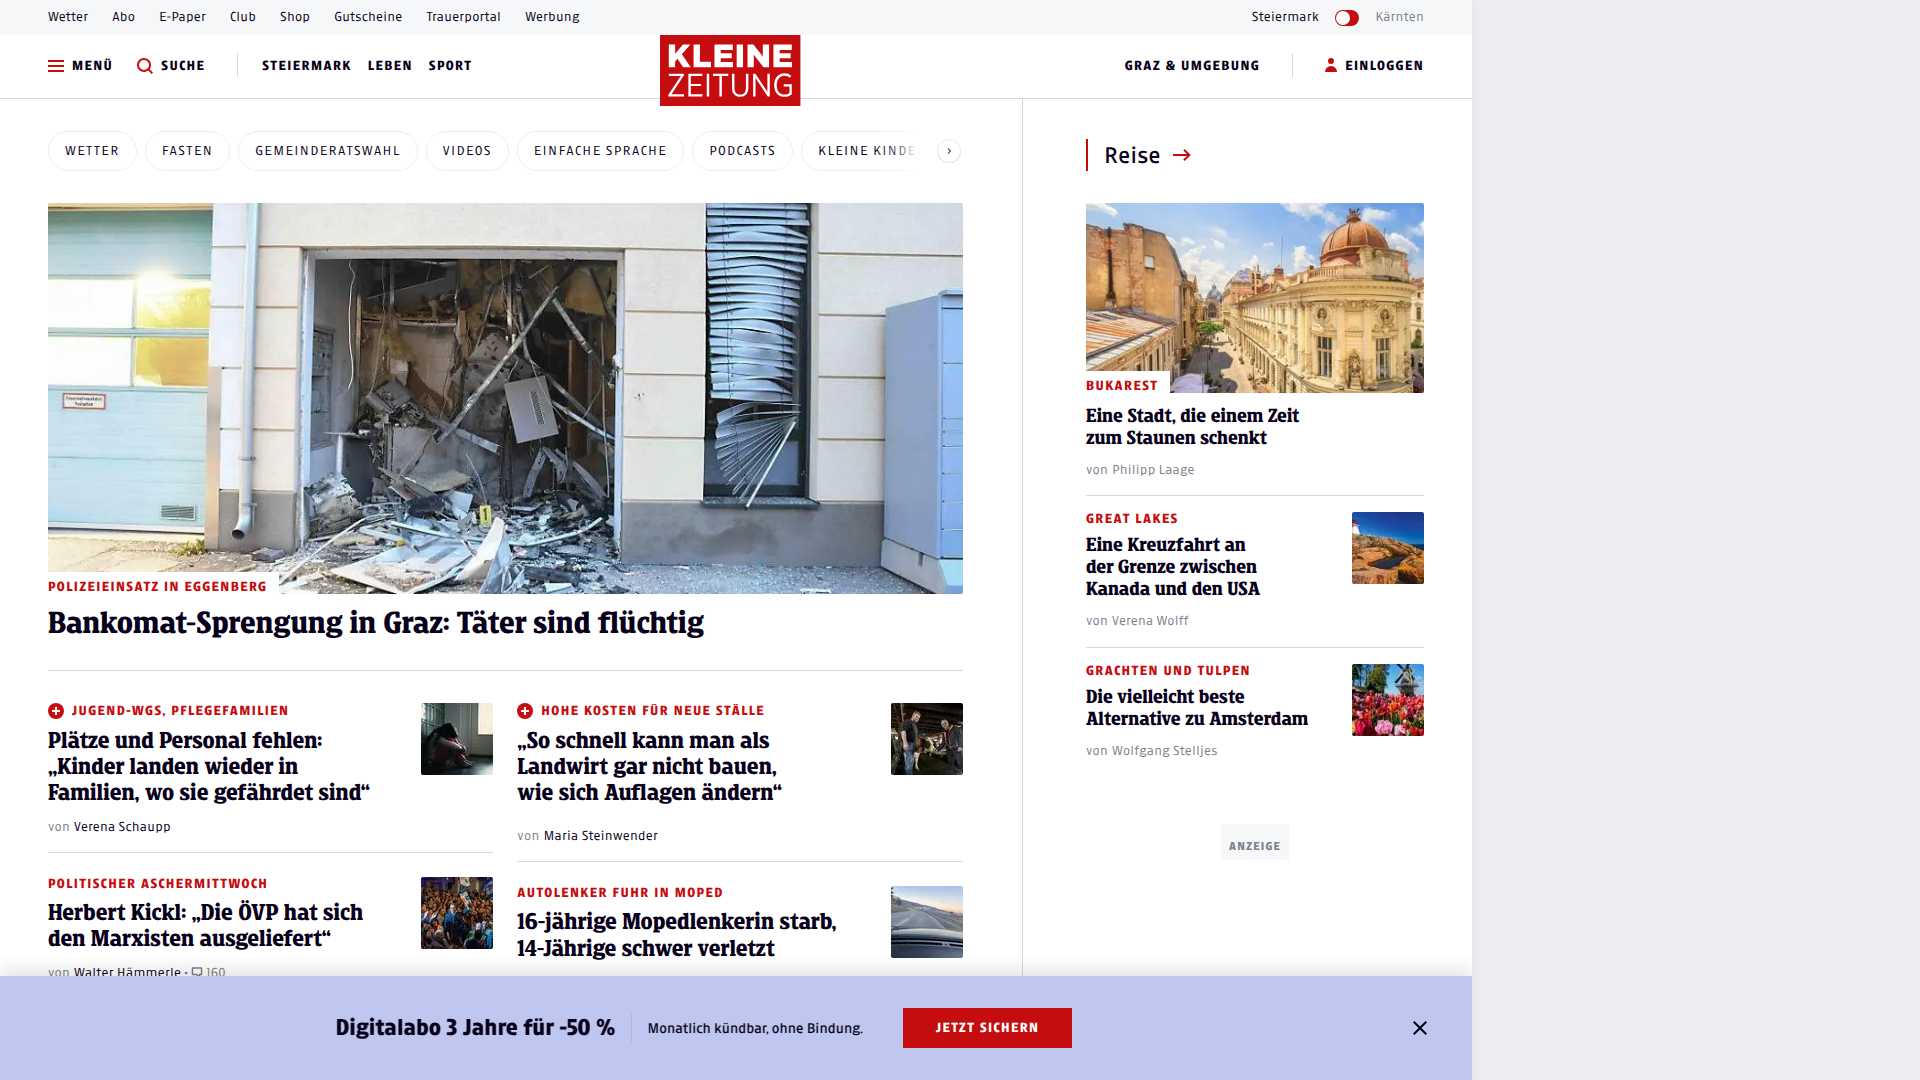 Wetter Abo E-Paper Club Shop Gutscheine Trauerportal Werbung Steiermark Kärnten
MENÜ SUCHE STEIERMARK LEBEN SPORT KLEINE ZEITUNG GRAZ & UMGEBUNG EINLOGGEN
WETTER FASTEN GEMEINDERATSWAHL VIDEOS EINFACHE SPRACHE PODCASTS KLEINE KINDE
POLIZEIEINSATZ IN EGGENBERG
Bankomat-Sprengung in Graz: Täter sind flüchtig
JUGEND-WGS, PFLEGEFAMILIEN
Plätze und Personal fehlen:
„Kinder landen wieder in
Familien, wo sie gefährdet sind“
von Verena Schaupp
POLITISCHER ASCHERMITTWOCH
Herbert Kickl: „Die ÖVP hat sich
den Marxisten ausgeliefert“
von Walter Hämmerle · 160
HOHE KOSTEN FÜR NEUE STÄLLE
„So schnell kann man als
Landwirt gar nicht bauen,
wie sich Auflagen ändern“
von Maria Steinwender
AUTOLENKER FUHR IN MOPED
16-jährige Mopedlenkerin starb,
14-Jährige schwer verletzt
Reise
BUKAREST
Eine Stadt, die einem Zeit
zum Staunen schenkt
von Philipp Laage
GREAT LAKES
Eine Kreuzfahrt an
der Grenze zwischen
Kanada und den USA
von Verena Wolff
GRACHTEN UND TULPEN
Die vielleicht beste
Alternative zu Amsterdam
von Wolfgang Stelljes
ANZEIGE
Digitalabo 3 Jahre für -50 % Monatlich kündbar, ohne Bindung. JETZT SICHERN